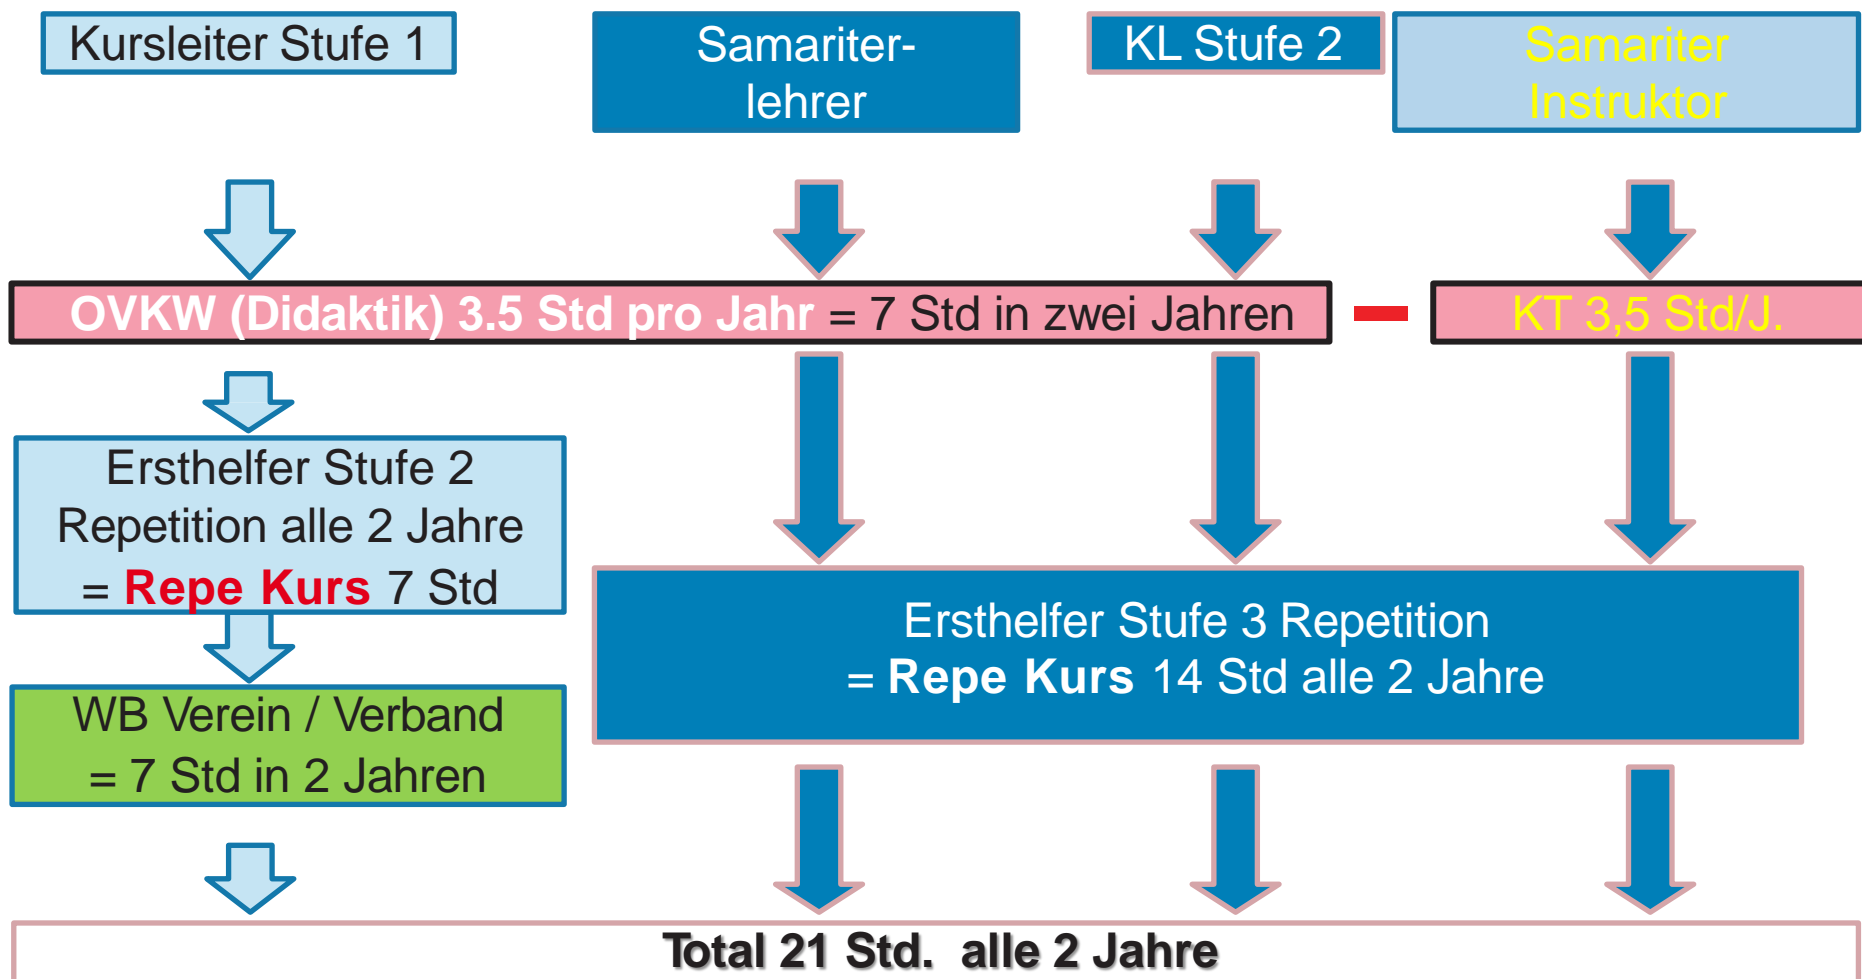 Kursleiter Stufe 1
Samariter-
lehrer
KL Stufe 2
Samariter
Instruktor
OVKW (Didaktik) 3.5 Std pro Jahr = 7 Std in zwei Jahren
KT 3,5 Std/J.
Ersthelfer Stufe 2
Repetition alle 2 Jahre
= Repe Kurs 7 Std
Ersthelfer Stufe 3 Repetition
= Repe Kurs 14 Std alle 2 Jahre
WB Verein / Verband
= 7 Std in 2 Jahren
Total 21 Std. alle 2 Jahre